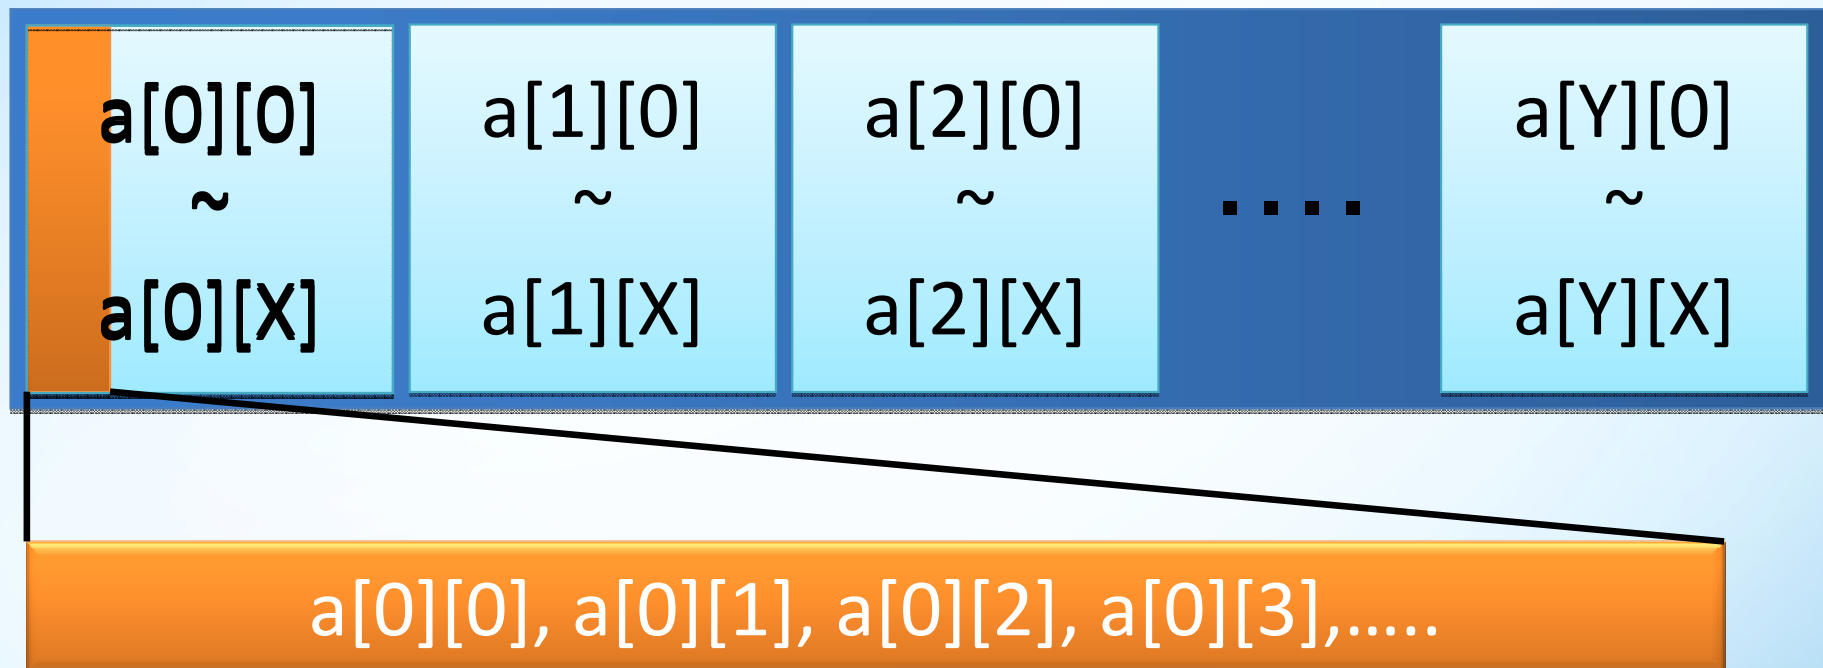 a[0][0] a[1][0] a[2][0] a[Y][0]
~ ~ ~ ....  ~
a[0][X] a[1][X] a[2][X] a[Y][X]
a[0][0], a[0][1], a[0][2], a[0][3],.....